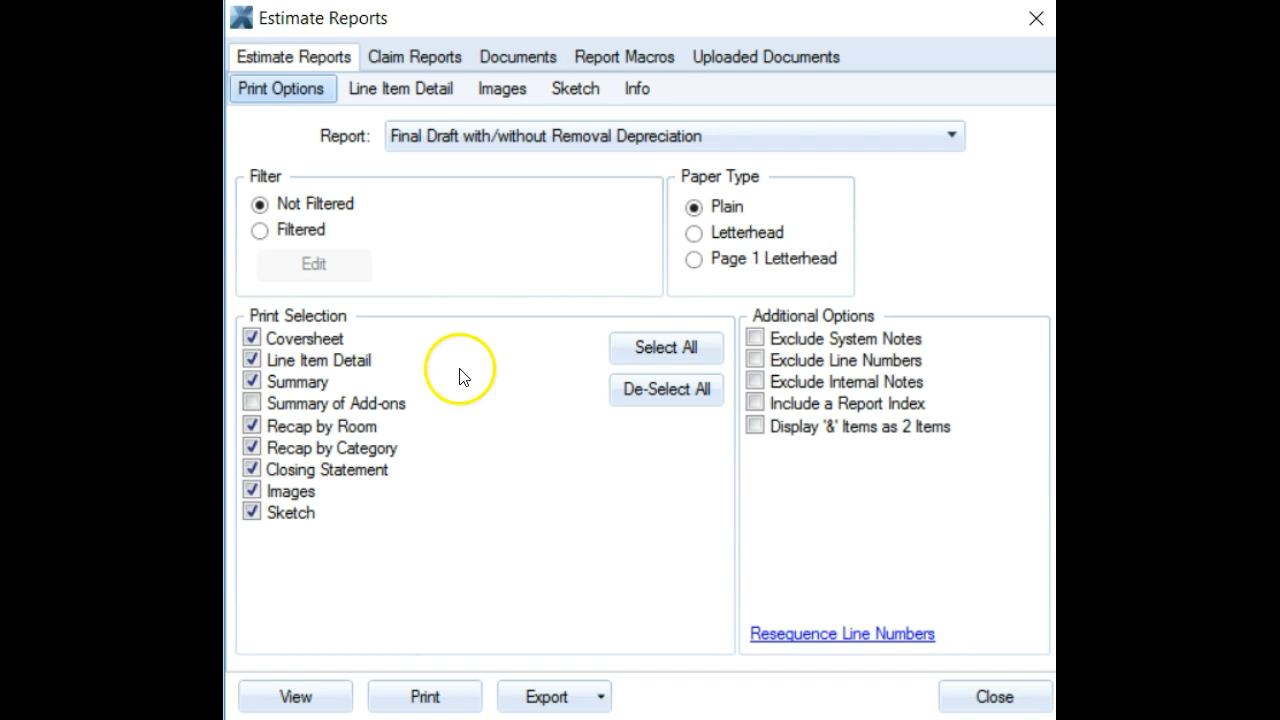 Estimate Reports
Estimate Reports Claim Reports Documents Report Macros Uploaded Documents
Print Options Line Item Detail Images Sketch Info
Report: Final Draft with/without Removal Depreciation
Filter
Not Filtered
Filtered
Edit
Paper Type
Plain
Letterhead
Page 1 Letterhead
Print Selection
Coversheet
Line Item Detail
Summary
Summary of Add-ons
Recap by Room
Recap by Category
Closing Statement
Images
Sketch
Select All
De-Select All
Additional Options
Exclude System Notes
Exclude Line Numbers
Exclude Internal Notes
Include a Report Index
Display '&' Items as 2 Items
Resequence Line Numbers
View Print Export Close